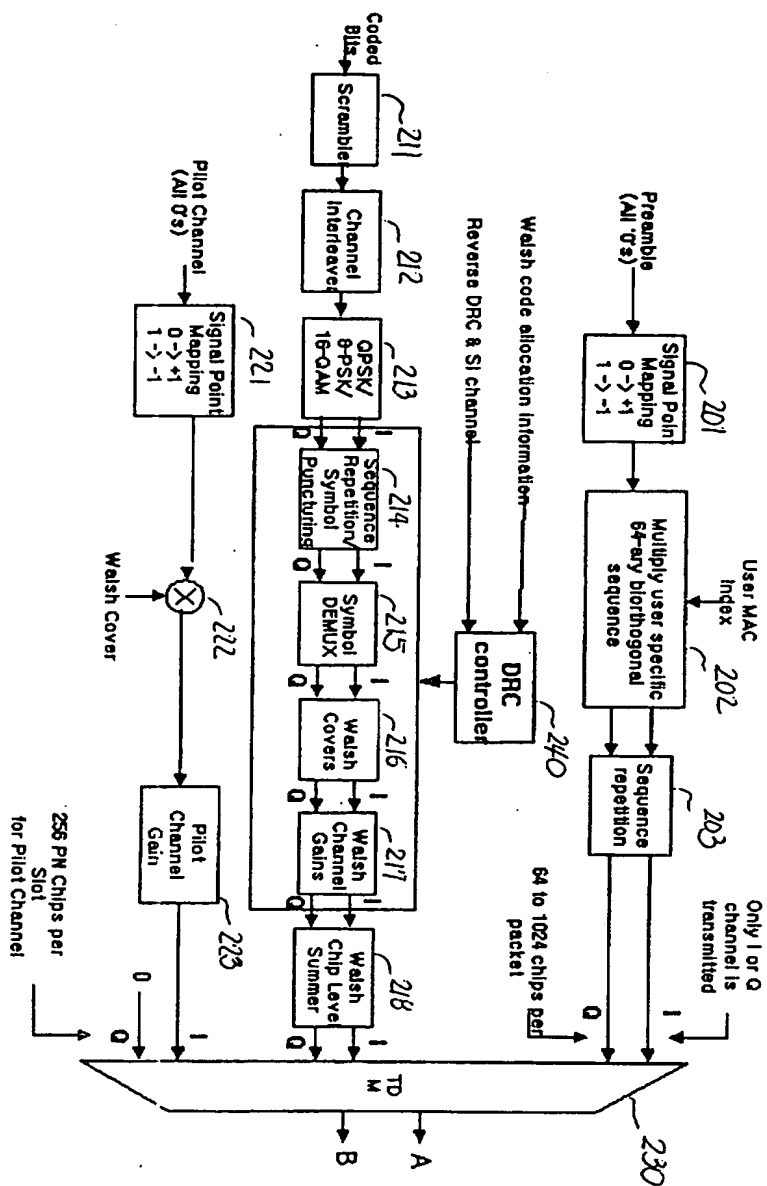 Preamble
(All '0's)
201
Signal Point
Mapping
0 -> +1
1 -> -1
User MAC
Index
Multiply user specific
64-ary biorthogonal
sequence
202
Sequence
repetition
203
Only I or Q
channel is
transmitted
I
Q
64 to 1024 chips per
packet
Walsh code allocation information
Reverse DRC & SI channel
DRC
controller
240
Coded
Bits
211
Scrambler
212
Channel
Interleaver
213
QPSK/
8-PSK/
16-QAM
I
Q
214
Sequence
Repetition/
Symbol
Puncturing
I
Q
215
Symbol
DEMUX
I
Q
216
Walsh
Covers
I
Q
217
Walsh
Channel
Gains
I
Q
218
Walsh
Chip Level
Summer
I
Q
TD
M
230
A
B
Pilot Channel
(All 0's)
221
Signal Point
Mapping
0 -> +1
1 -> -1
222
X
Walsh Cover
Pilot
Channel
Gain
223
I
0
Q
256 PN Chips per
Slot
for Pilot Channel